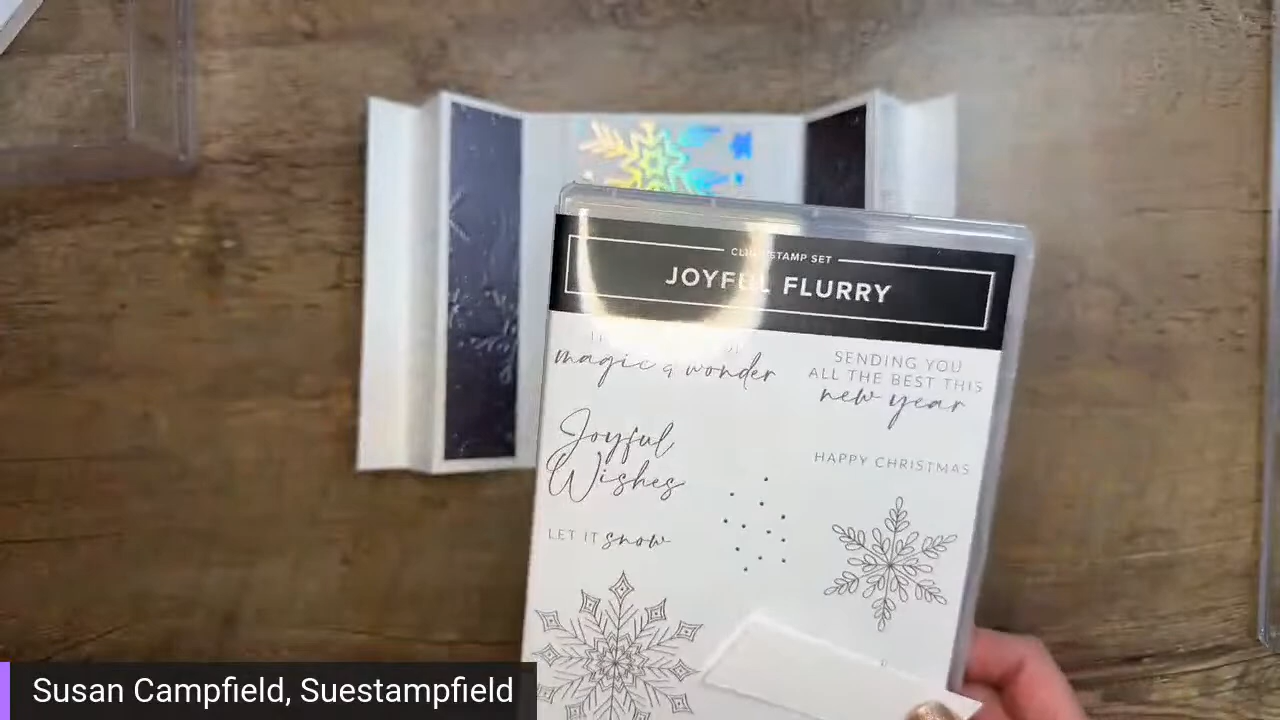 STAMP SET
JOYFUL FLURRY
magic & wonder
SENDING YOU
ALL THE BEST THIS
new year
Joyful
Wishes
HAPPY CHRISTMAS
LET IT snow
Susan Campfield, Suestampfield